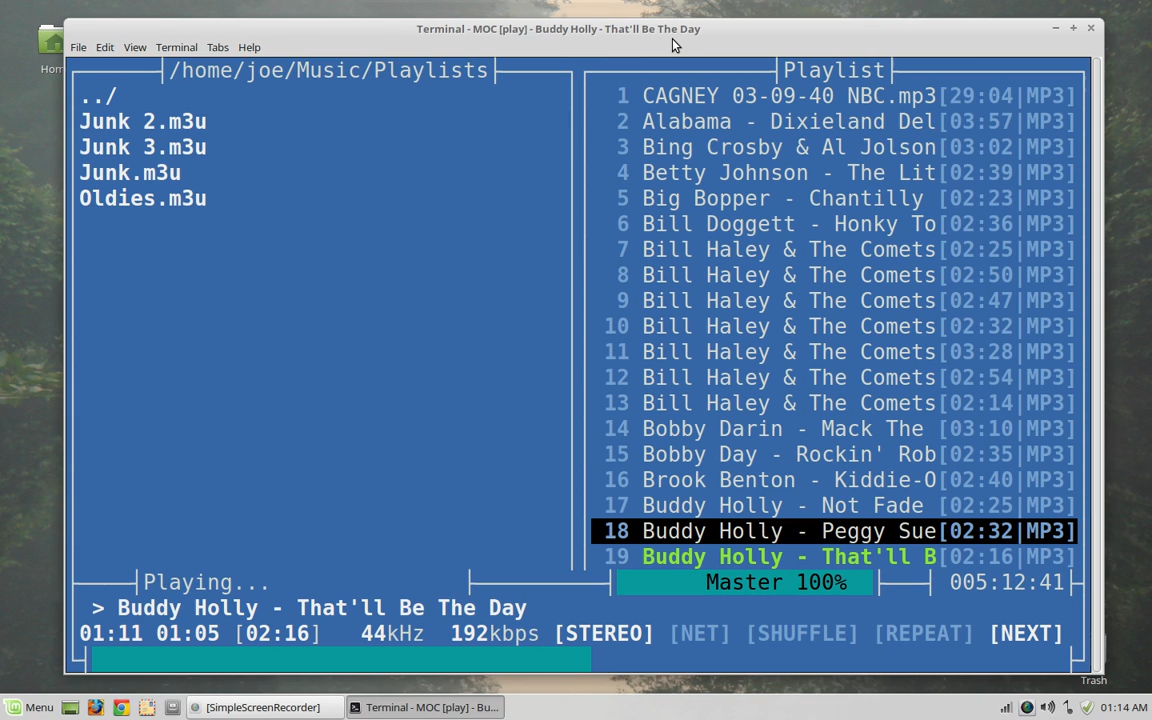 Terminal - MOC [play] - Buddy Holly - That'll Be The Day
File Edit View Terminal Tabs Help
Hom
/home/joe/Music/Playlists
../
Junk 2.m3u
Junk 3.m3u
Junk.m3u
Oldies.m3u
Playlist
1 CAGNEY 03-09-40 NBC.mp3[29:04|MP3]
2 Alabama - Dixieland Del[03:57|MP3]
3 Bing Crosby & Al Jolson[03:02|MP3]
4 Betty Johnson - The Lit[02:39|MP3]
5 Big Bopper - Chantilly [02:23|MP3]
6 Bill Doggett - Honky To[02:36|MP3]
7 Bill Haley & The Comets[02:25|MP3]
8 Bill Haley & The Comets[02:50|MP3]
9 Bill Haley & The Comets[02:47|MP3]
10 Bill Haley & The Comets[02:32|MP3]
11 Bill Haley & The Comets[03:28|MP3]
12 Bill Haley & The Comets[02:54|MP3]
13 Bill Haley & The Comets[02:14|MP3]
14 Bobby Darin - Mack The [03:10|MP3]
15 Bobby Day - Rockin' Rob[02:35|MP3]
16 Brook Benton - Kiddie-O[02:40|MP3]
17 Buddy Holly - Not Fade [02:25|MP3]
18 Buddy Holly - Peggy Sue[02:32|MP3]
19 Buddy Holly - That'll B[02:16|MP3]
Playing... Master 100% 005:12:41
> Buddy Holly - That'll Be The Day
01:11 01:05 [02:16] 44kHz 192kbps [STEREO] [NET] [SHUFFLE] [REPEAT] [NEXT]
Trash
Menu [SimpleScreenRecorder] Terminal - MOC [play] - Bu... 01:14 AM